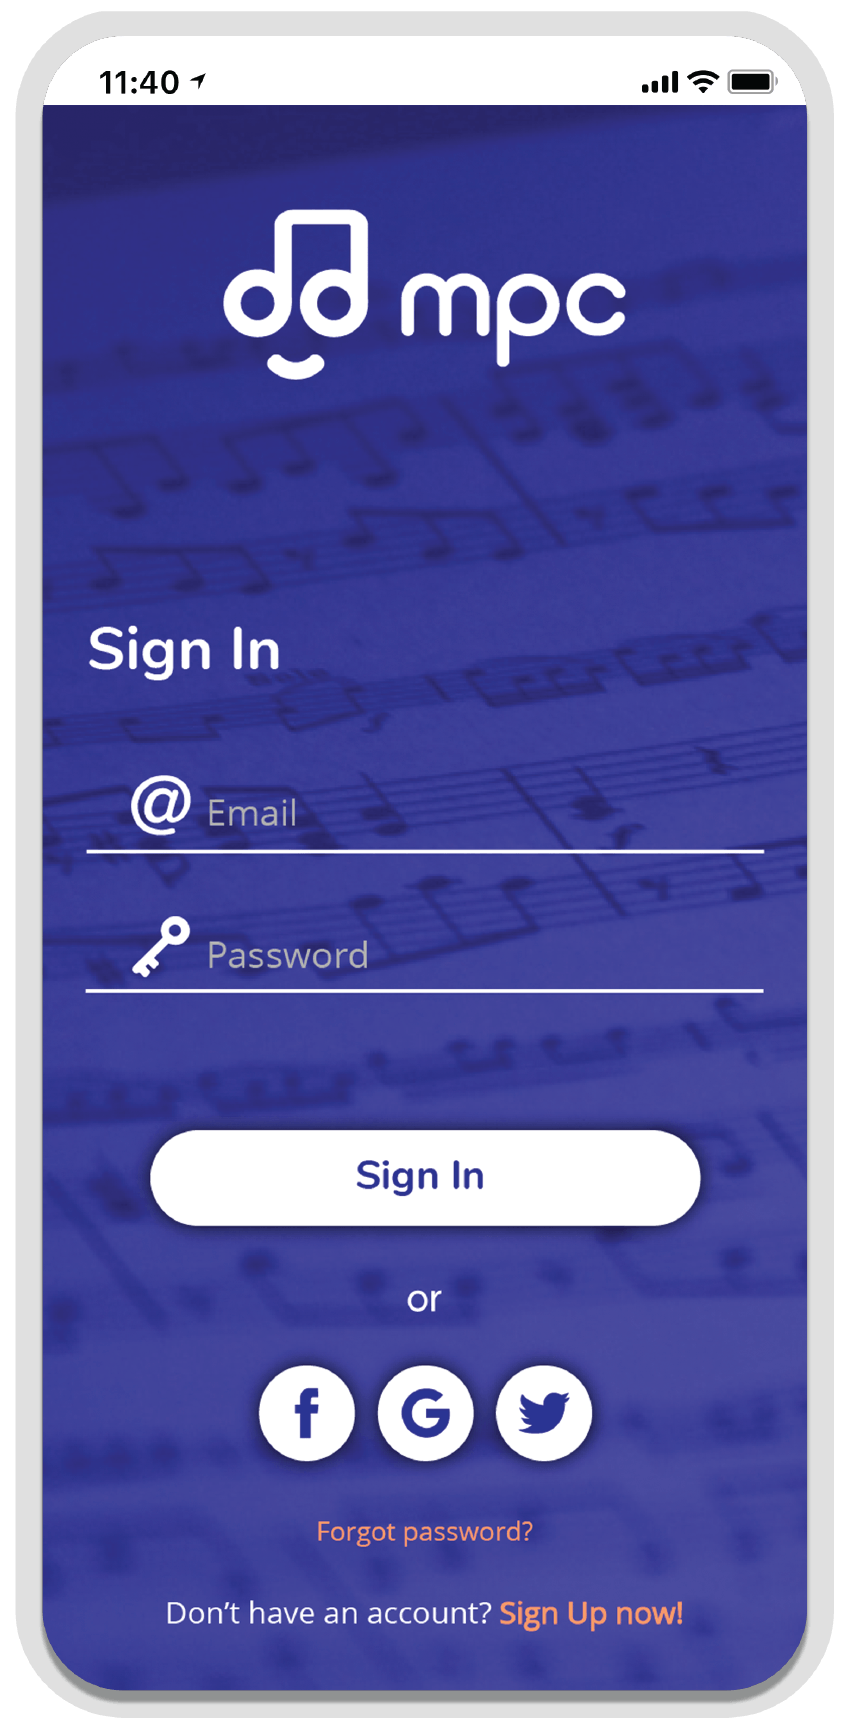 11:40
mpc
Sign In
@ Email
Password
Sign In
or
f G
Forgot password?
Don't have an account? Sign Up now!